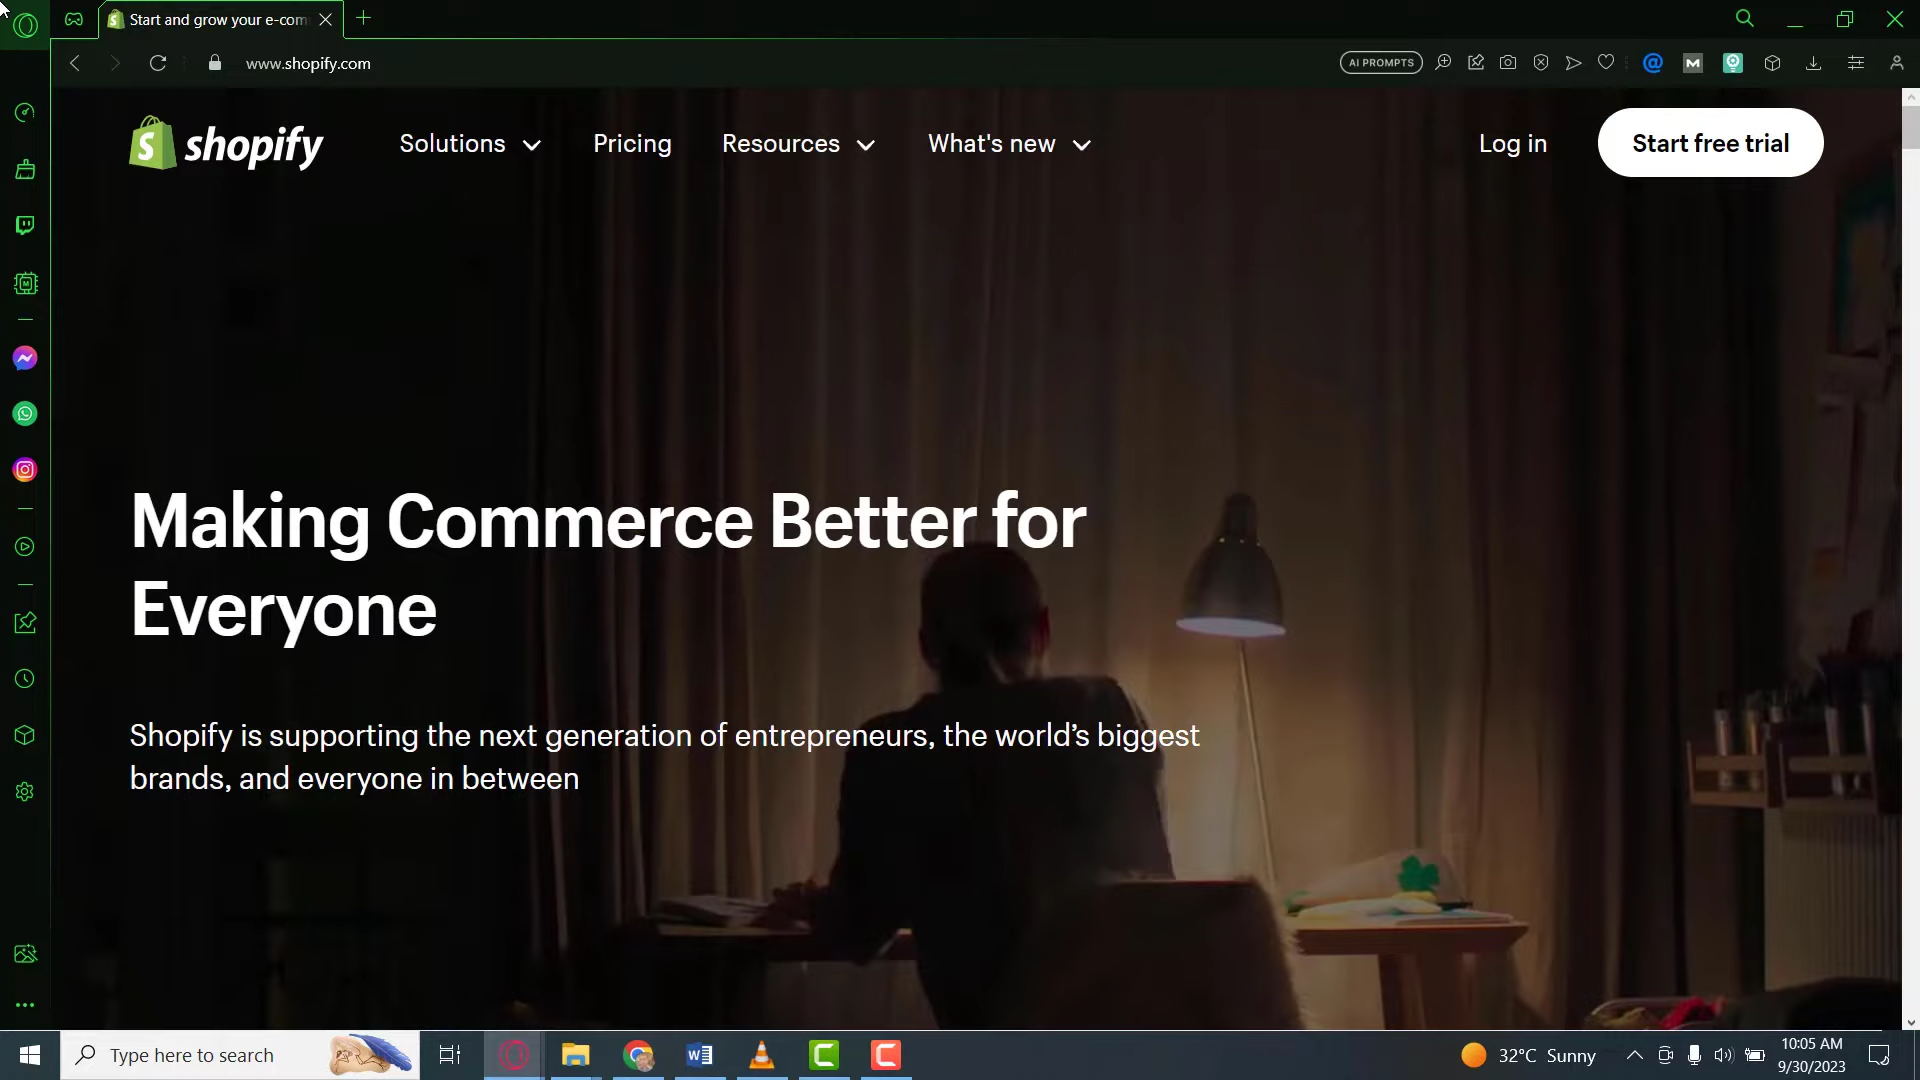 Start and grow your e-com
www.shopify.com
AI PROMPTS
shopify
Solutions
Pricing
Resources
What's new
Log in
Start free trial
Making Commerce Better for
Everyone
Shopify is supporting the next generation of entrepreneurs, the world’s biggest
brands, and everyone in between
Type here to search
32°C Sunny
10:05 AM
9/30/2023